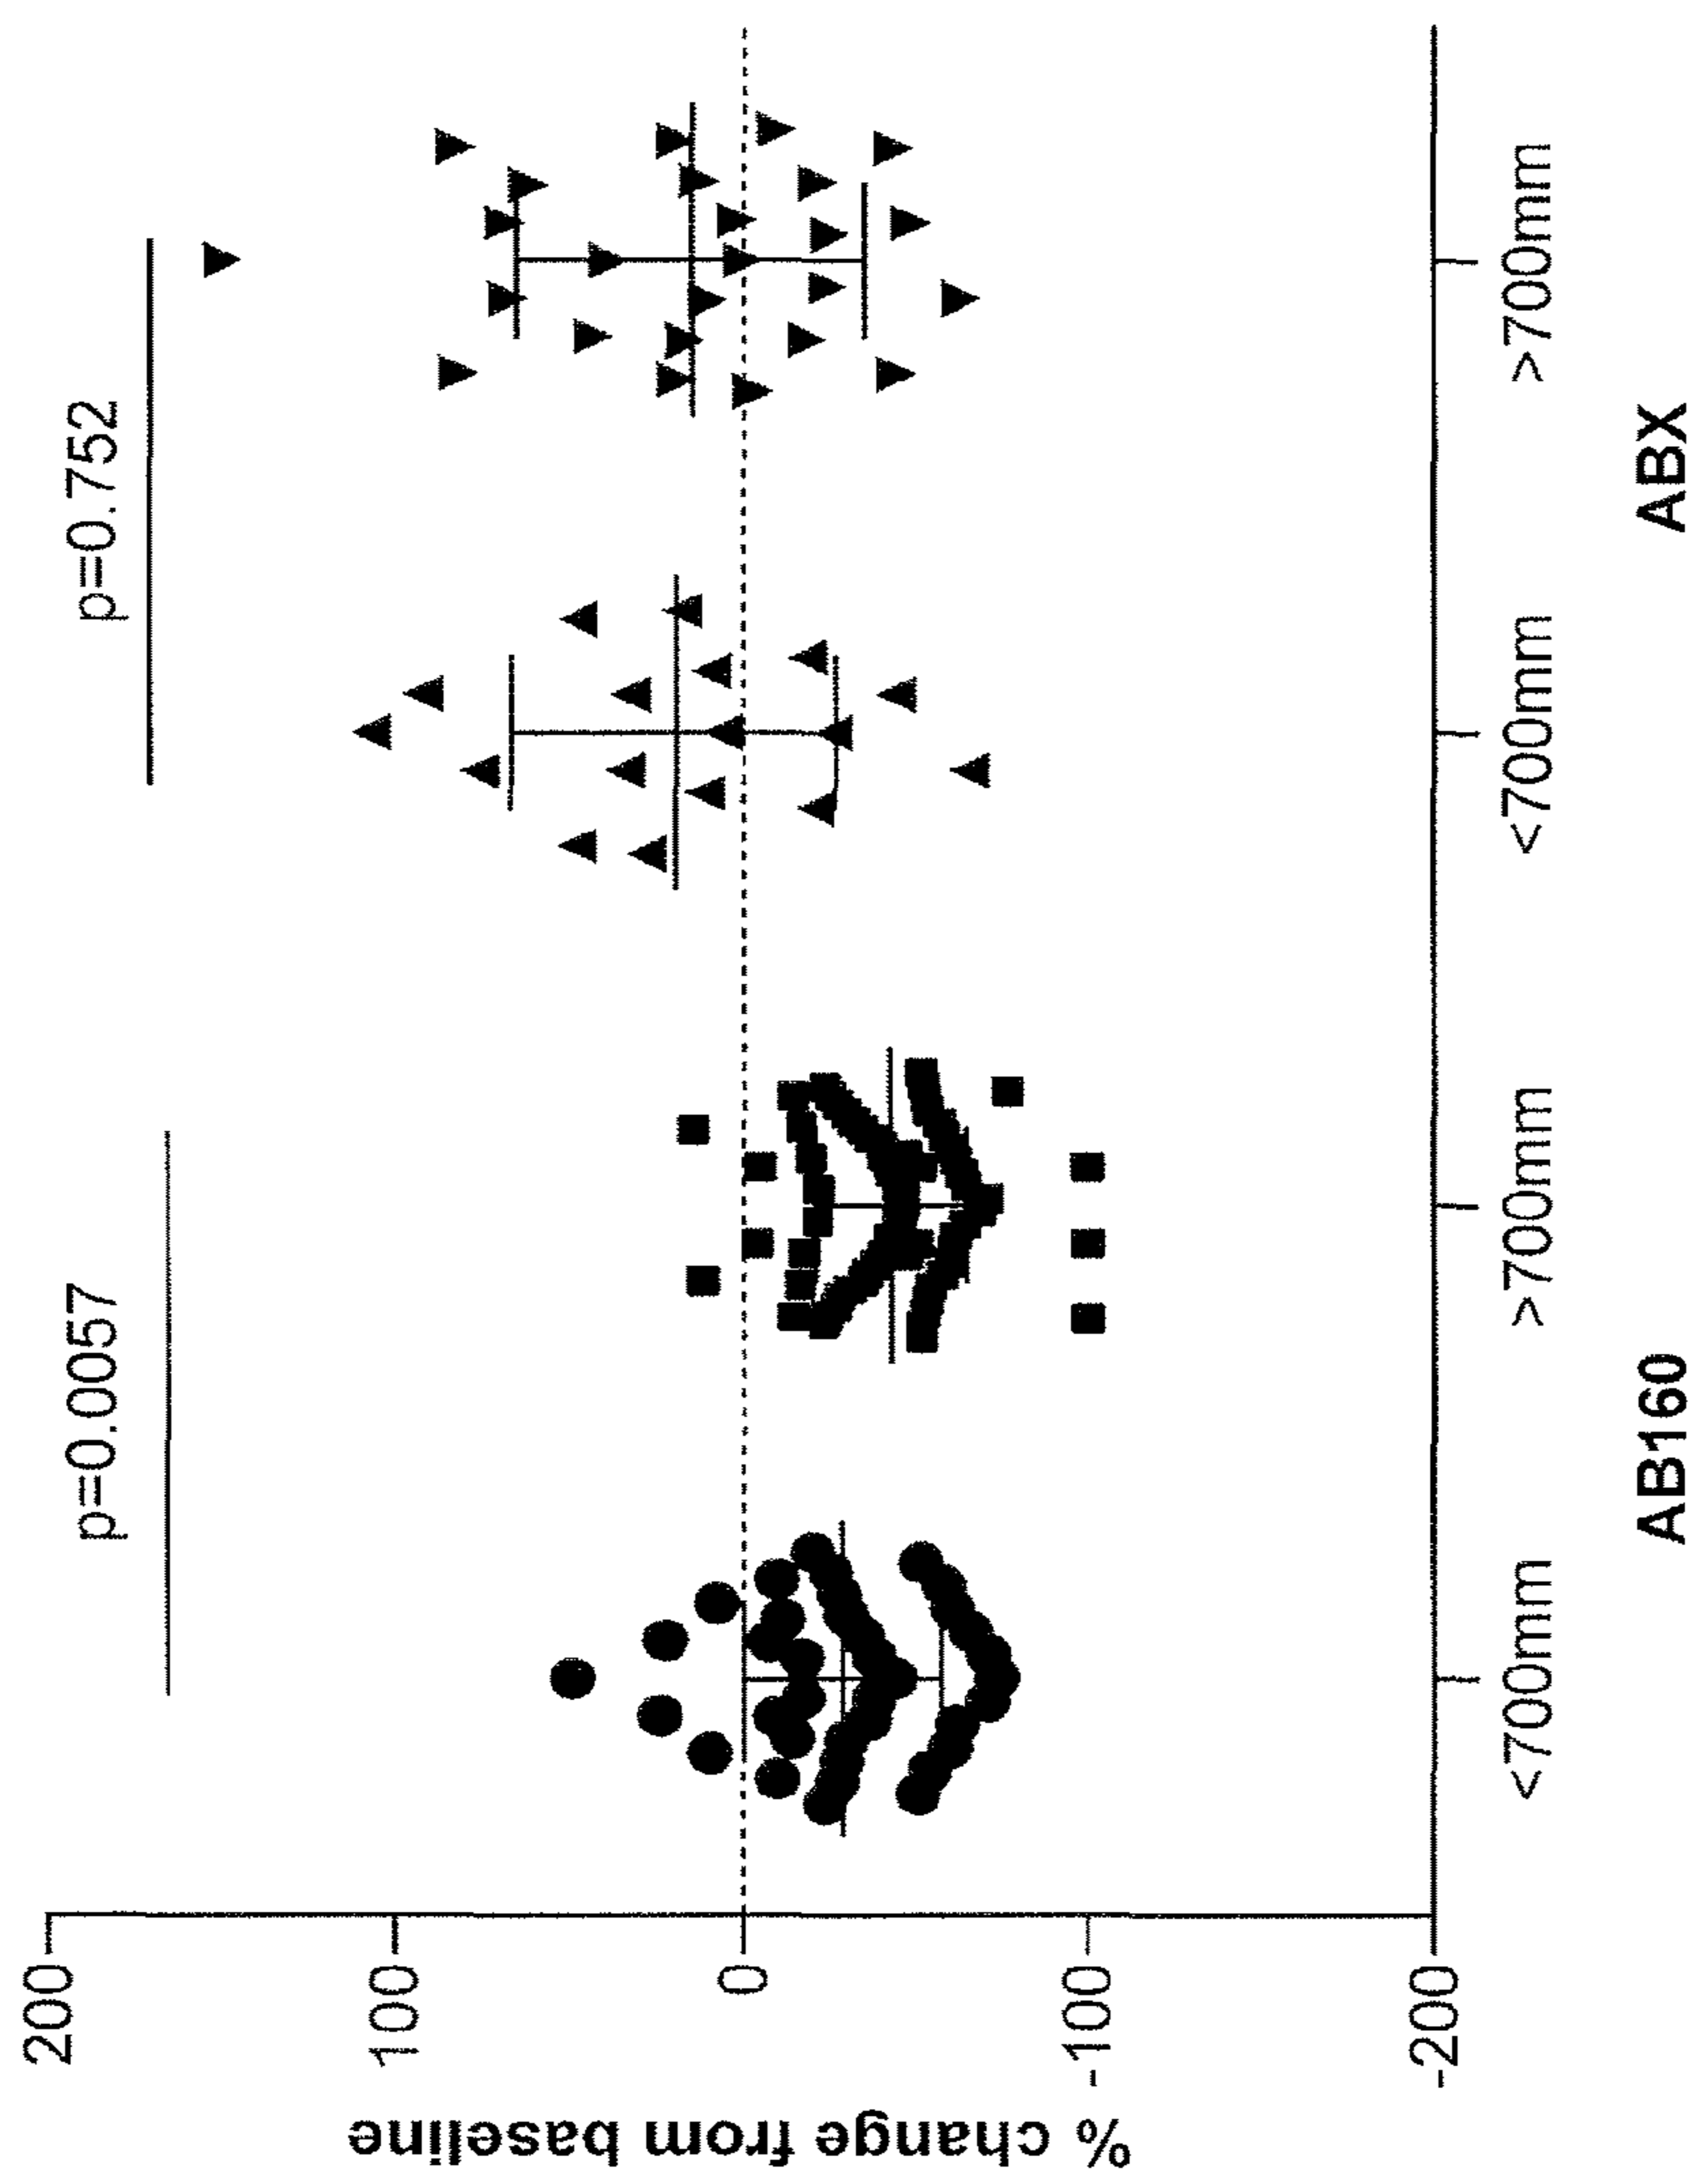 % change from baseline
200
100
0
-100
-200
p=0.0057
p=0.752
<700mm
>700mm
<700mm
>700mm
AB160
ABX